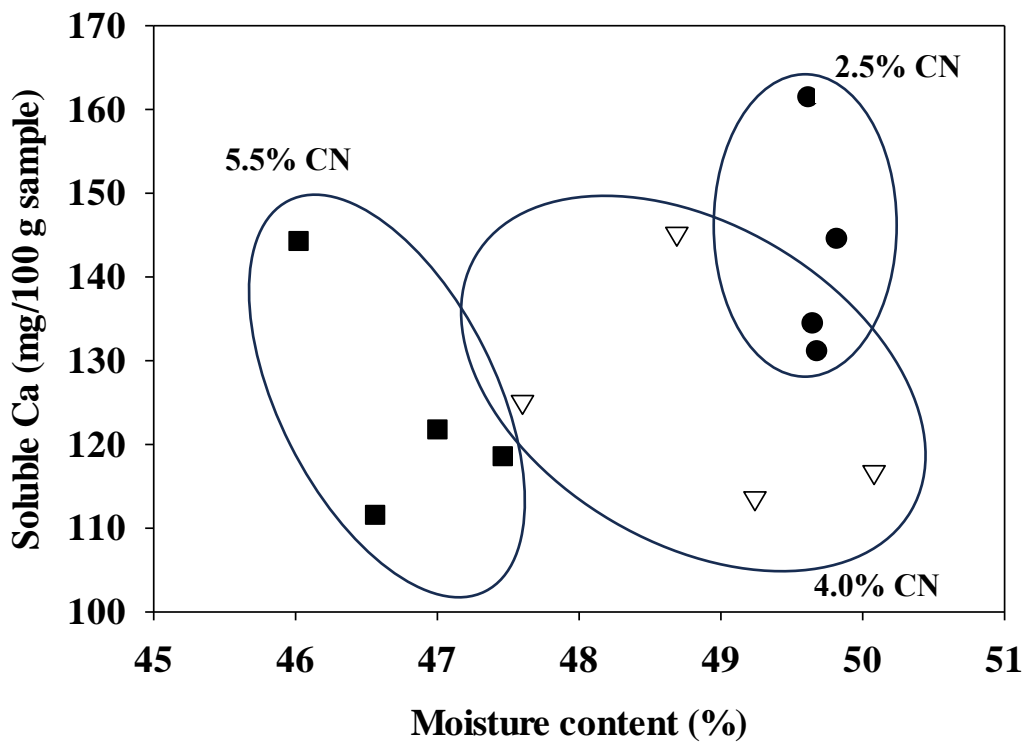 170
160
150
140
130
120
110
100
Soluble Ca (mg/100 g sample)
2.5% CN
5.5% CN
4.0% CN
45 46 47 48 49 50 51
Moisture content (%)